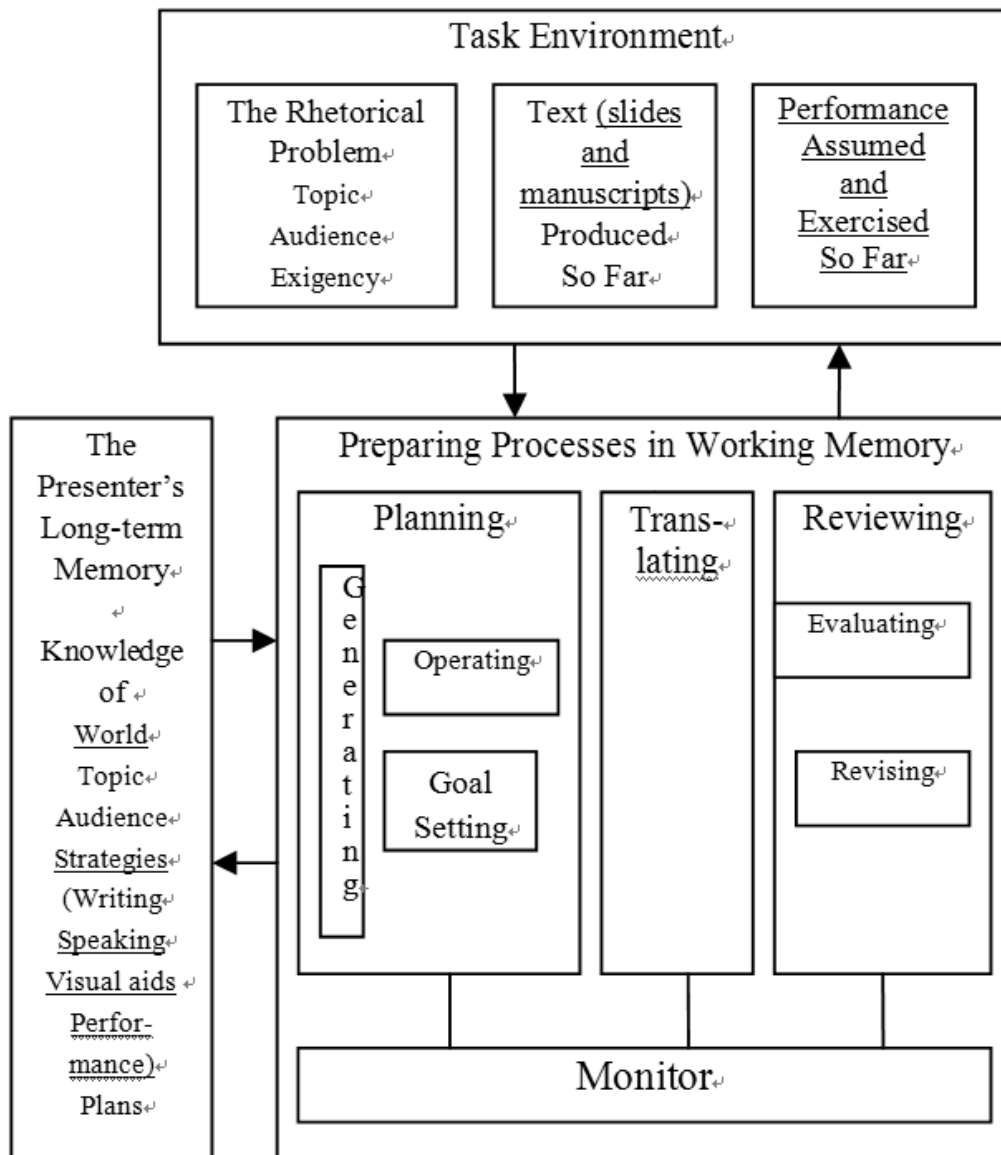 Task Environment
The Rhetorical
Problem
Topic
Audience
Exigency
Text (slides
and
manuscripts)
Produced
So Far
Performance
Assumed
and
Exercised
So Far
The
Presenter's
Long-term
Memory
Knowledge
of
World
Topic
Audience
Strategies
(Writing
Speaking
Visual aids
Perfor-
mance)
Plans
Preparing Processes in Working Memory
Planning
Generating
Operating
Goal
Setting
Trans-
lating
Reviewing
Evaluating
Revising
Monitor